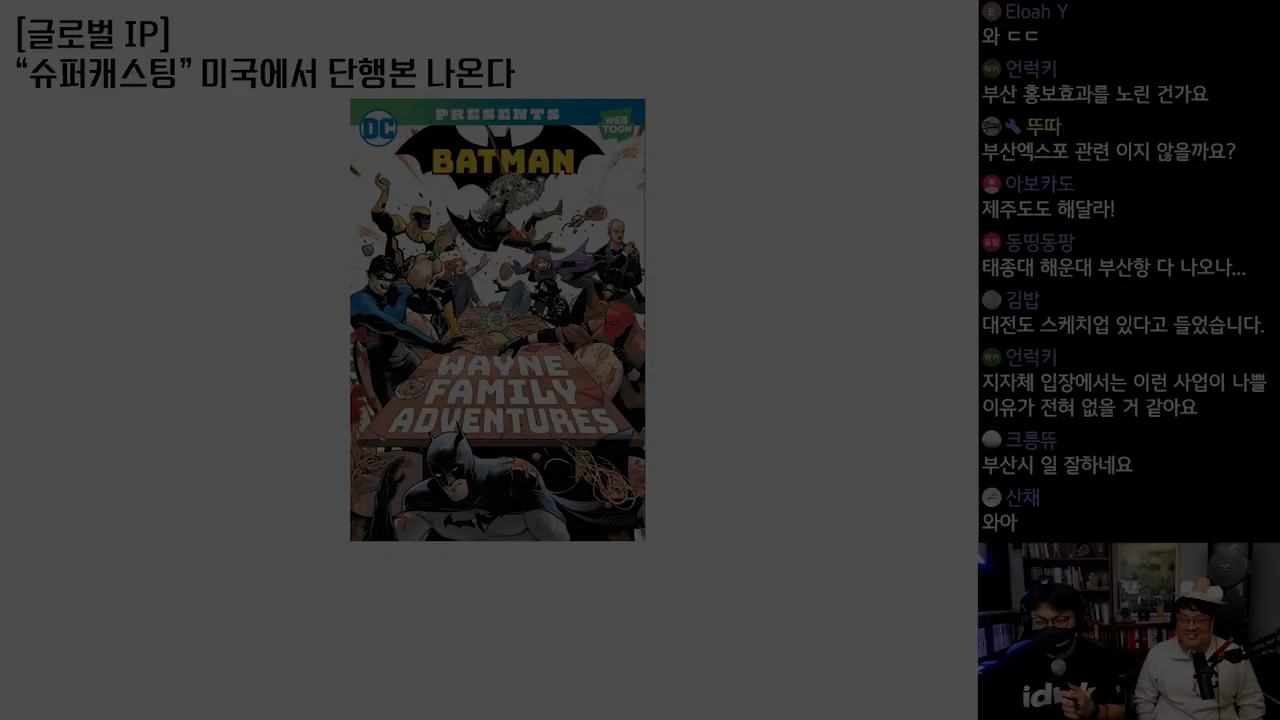 [글로벌 IP]
“슈퍼캐스팅” 미국에서 단행본 나온다
DC
PRESENTS
WEB
TOON
BATMAN
WAYNE
FAMILY
ADVENTURES
E Eloah Y
와 ㄷㄷ
럭키 언럭키
부산 홍보효과를 노린 건가요
뚜따
부산엑스포 관련 이지 않을까요?
아보카도
제주도도 해달라!
동띵동팡
태종대 해운대 부산항 다 나오나...
김밥
대전도 스케치업 있다고 들었습니다.
럭키 언럭키
지자체 입장에서는 이런 사업이 나쁠
이유가 전혀 없을 거 같아요
크릉뜌
부산시 일 잘하네요
산채
와아